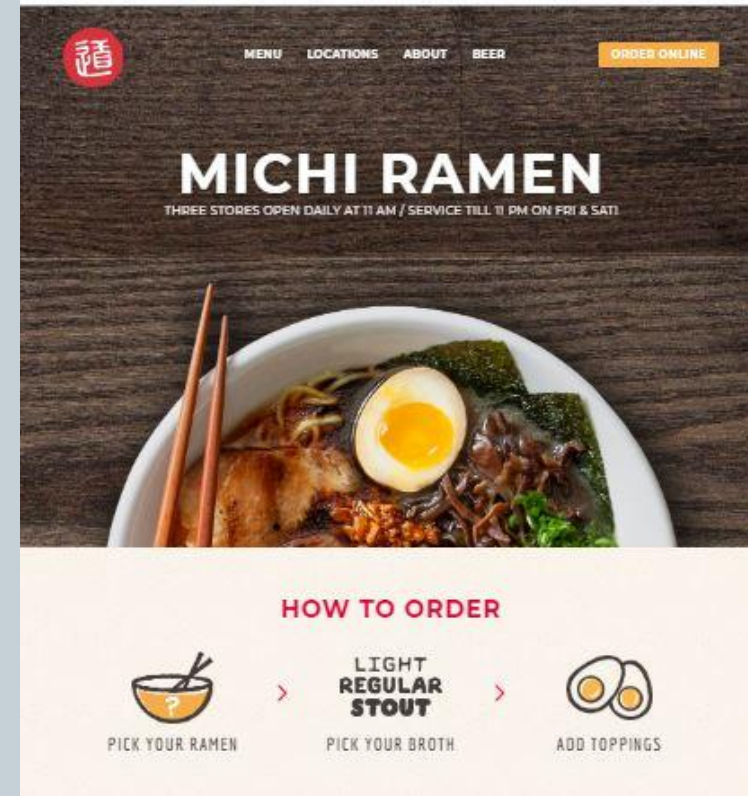 道
MENU LOCATIONS ABOUT BEER ORDER ONLINE
MICHI RAMEN
THREE STORES OPEN DAILY AT 11 AM / SERVICE TILL 11 PM ON FRI & SAT!
HOW TO ORDER
?
LIGHT
REGULAR
STOUT
PICK YOUR RAMEN PICK YOUR BROTH ADD TOPPINGS